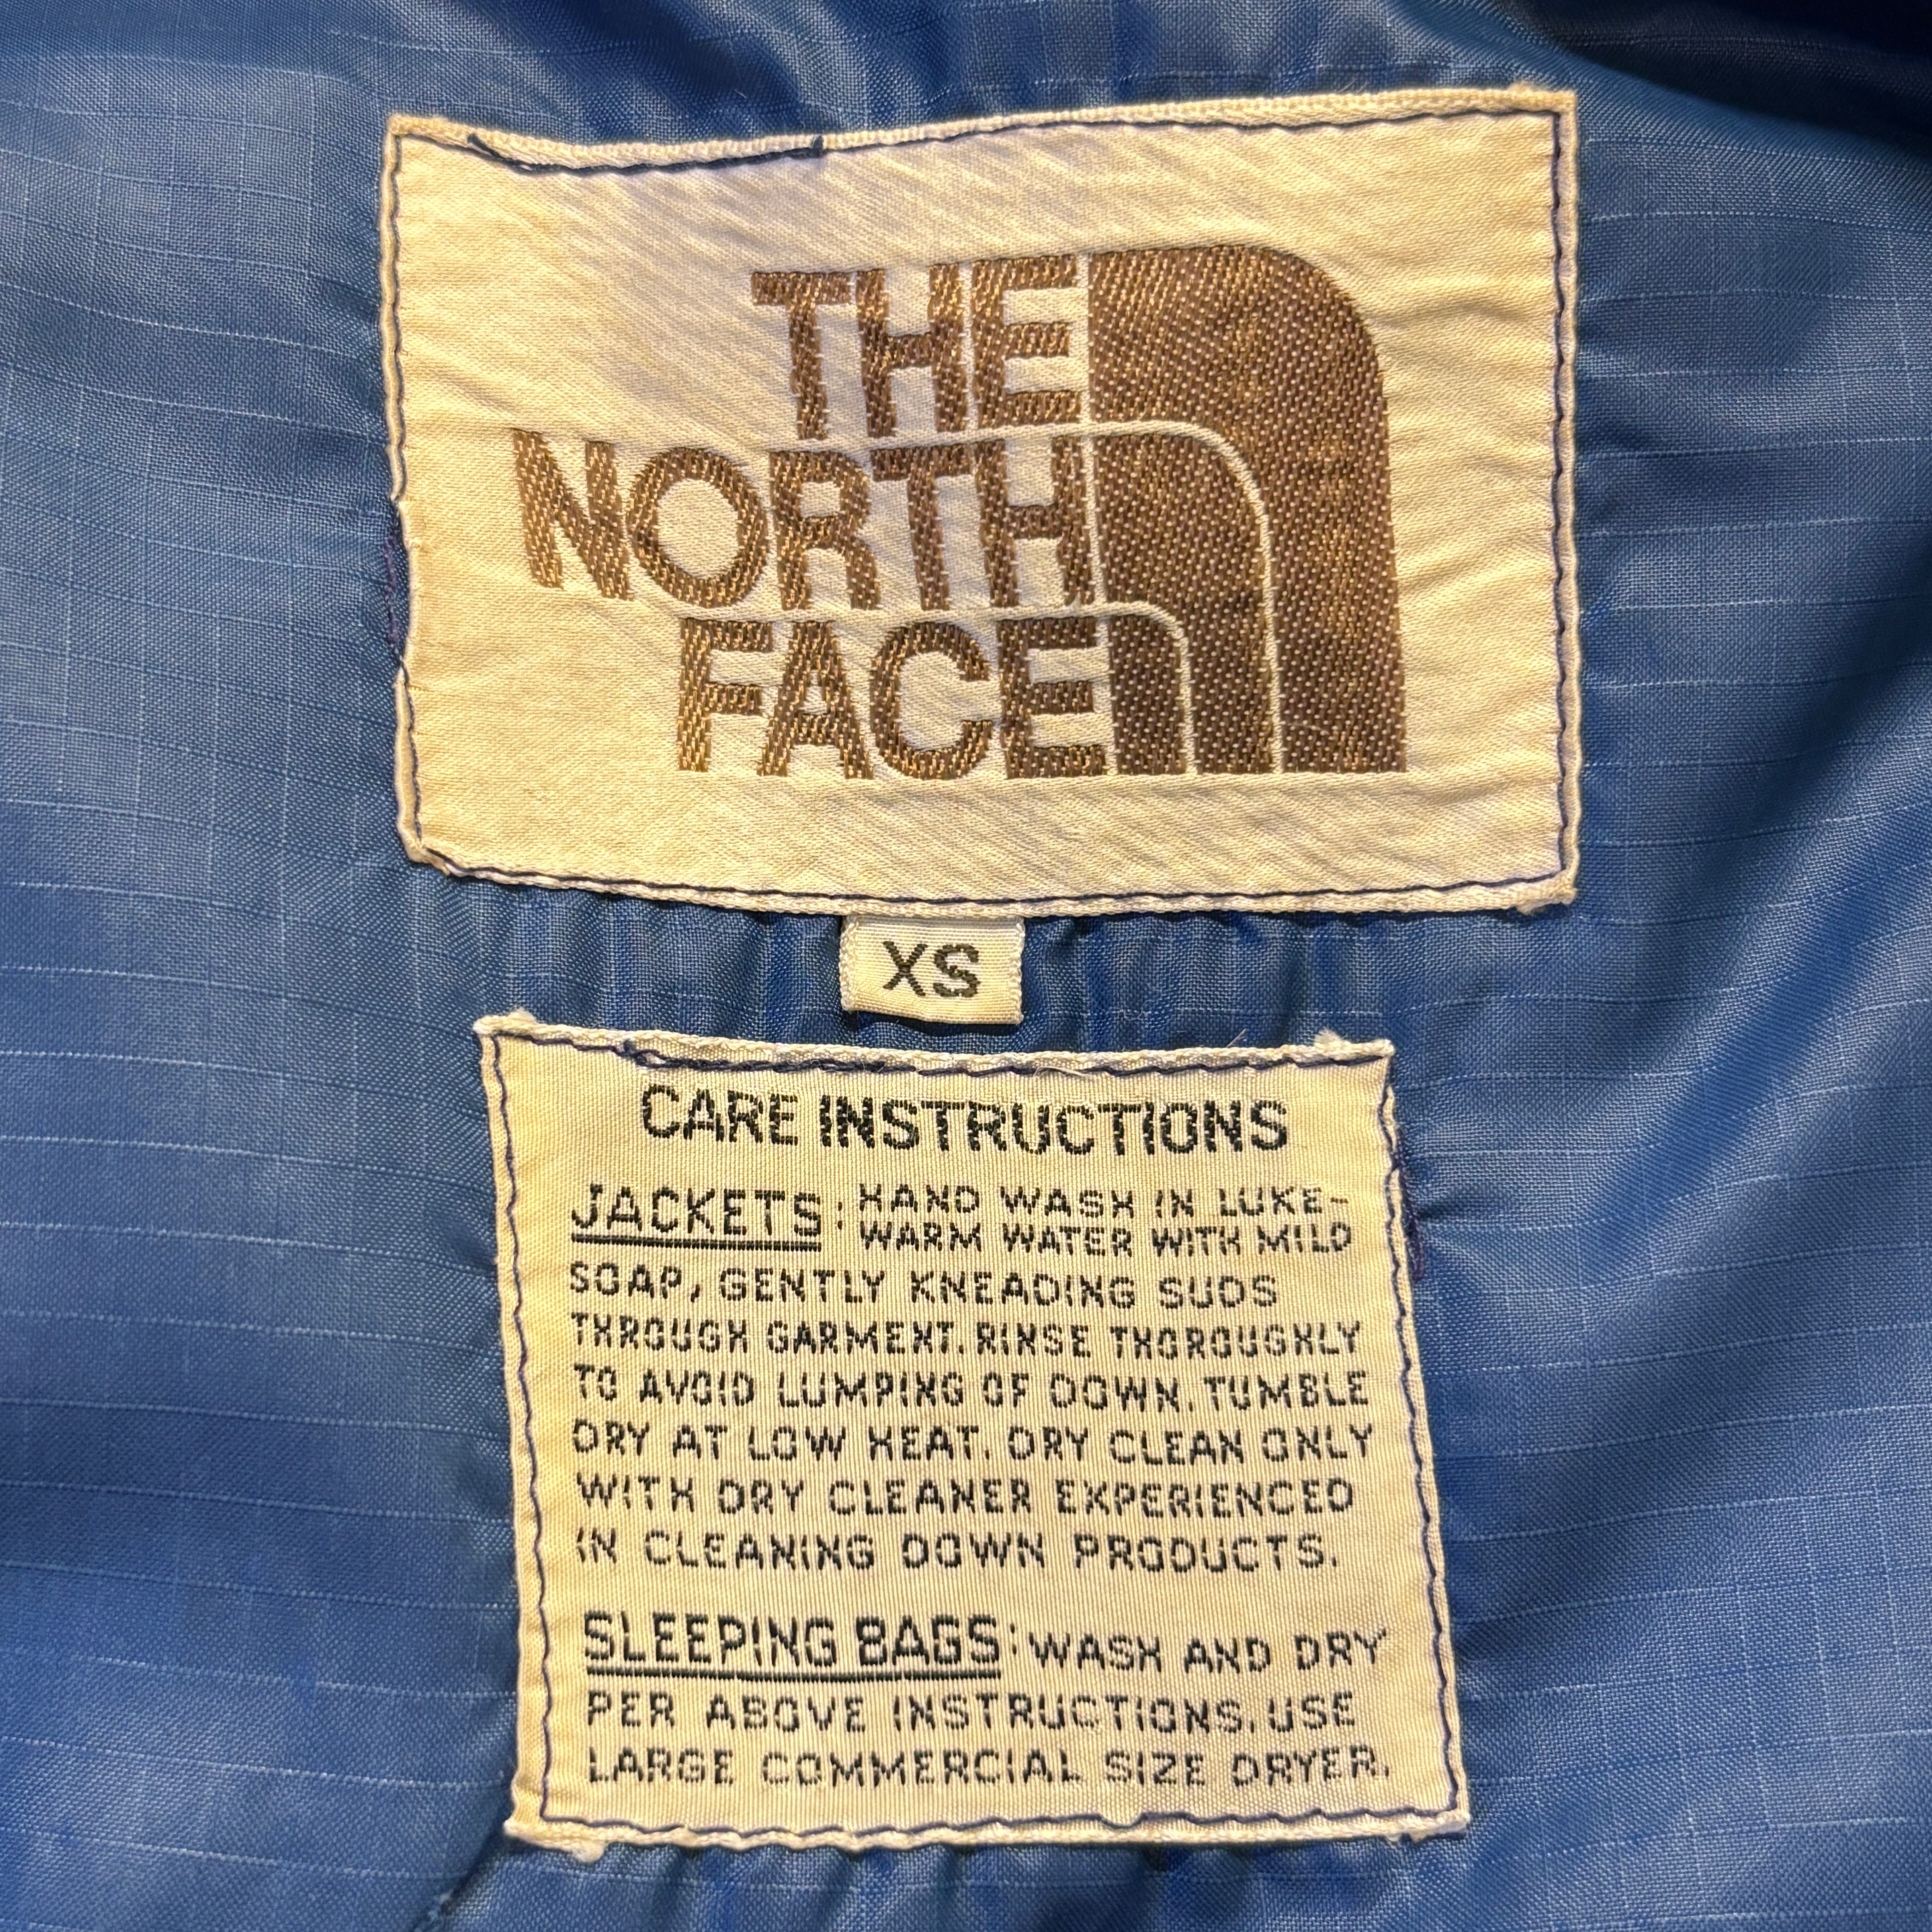 THE
NORTH
FACE
XS
CARE INSTRUCTIONS
JACKETS: HAND WASH IN LUKE-
WARM WATER WITH MILD
SOAP, GENTLY KNEADING SUDS
THROUGH GARMENT. RINSE THOROUGHLY
TO AVOID LUMPING OF DOWN. TUMBLE
DRY AT LOW HEAT. DRY CLEAN ONLY
WITH DRY CLEANER EXPERIENCED
IN CLEANING DOWN PRODUCTS.
SLEEPING BAGS: WASH AND DRY
PER ABOVE INSTRUCTIONS. USE
LARGE COMMERCIAL SIZE DRYER.